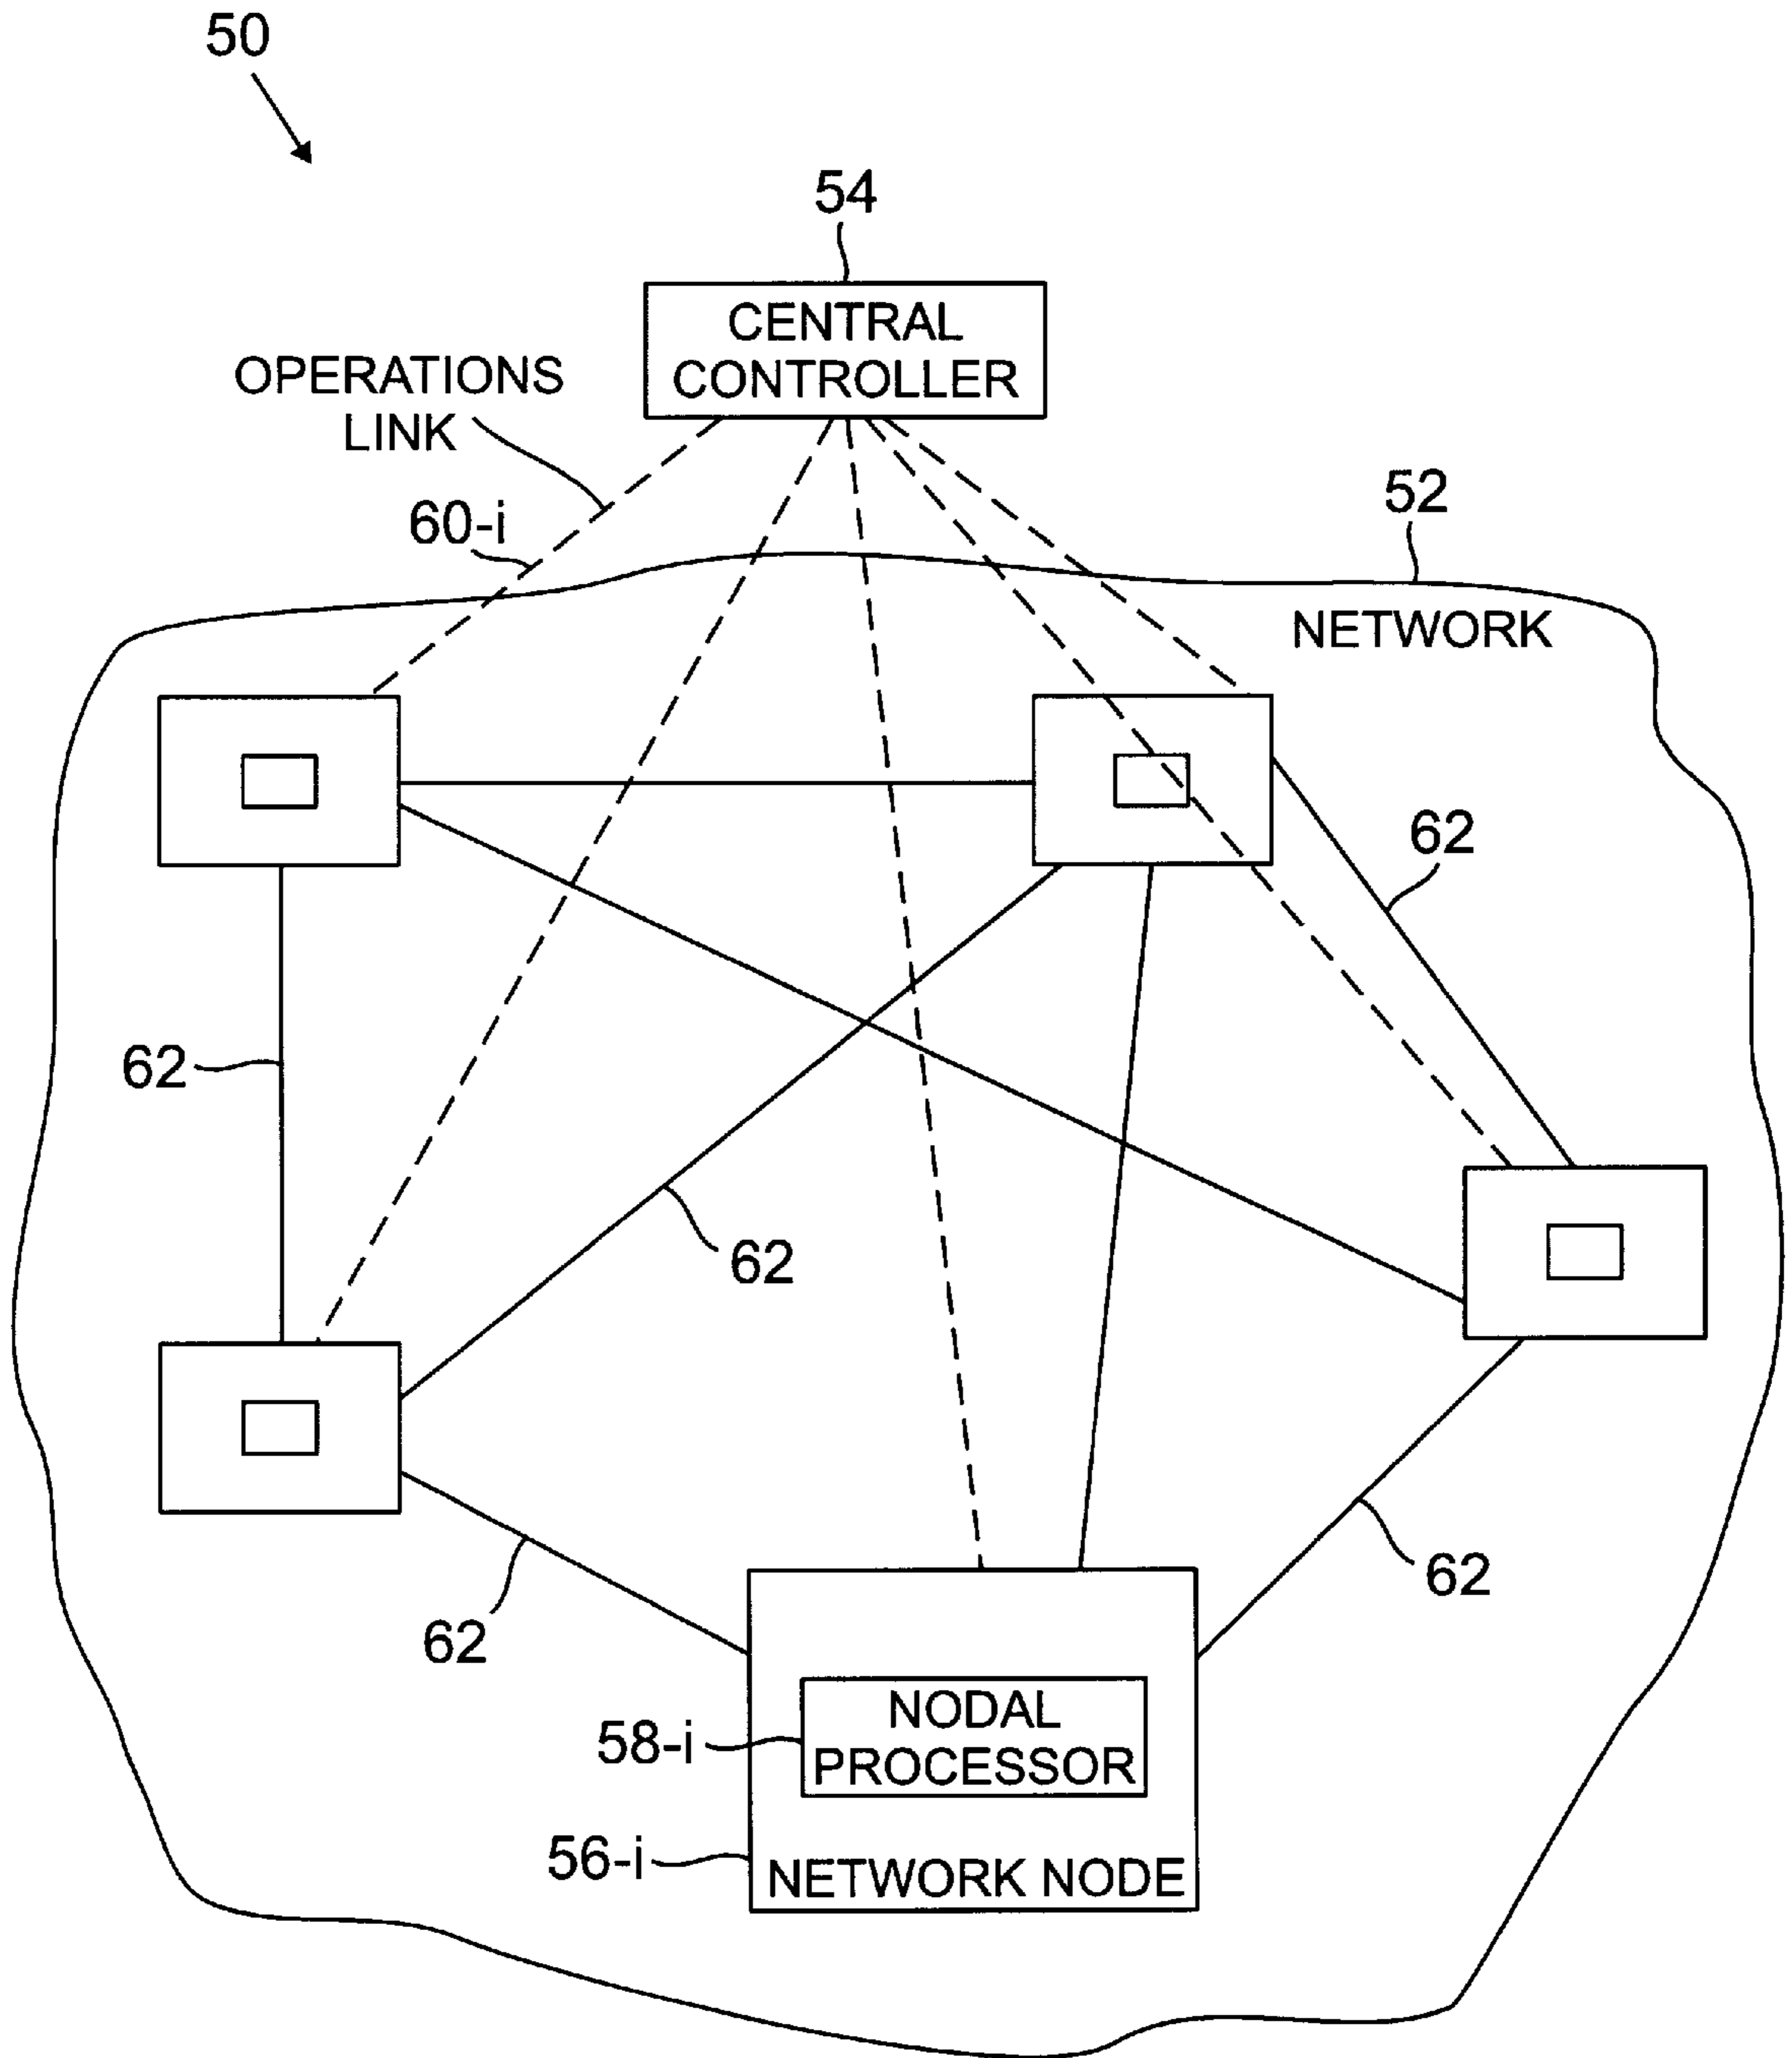 50
54
CENTRAL
CONTROLLER
OPERATIONS
LINK
60-i
52
NETWORK
62
62
62
62
62
58-i
NODAL
PROCESSOR
56-i
NETWORK NODE